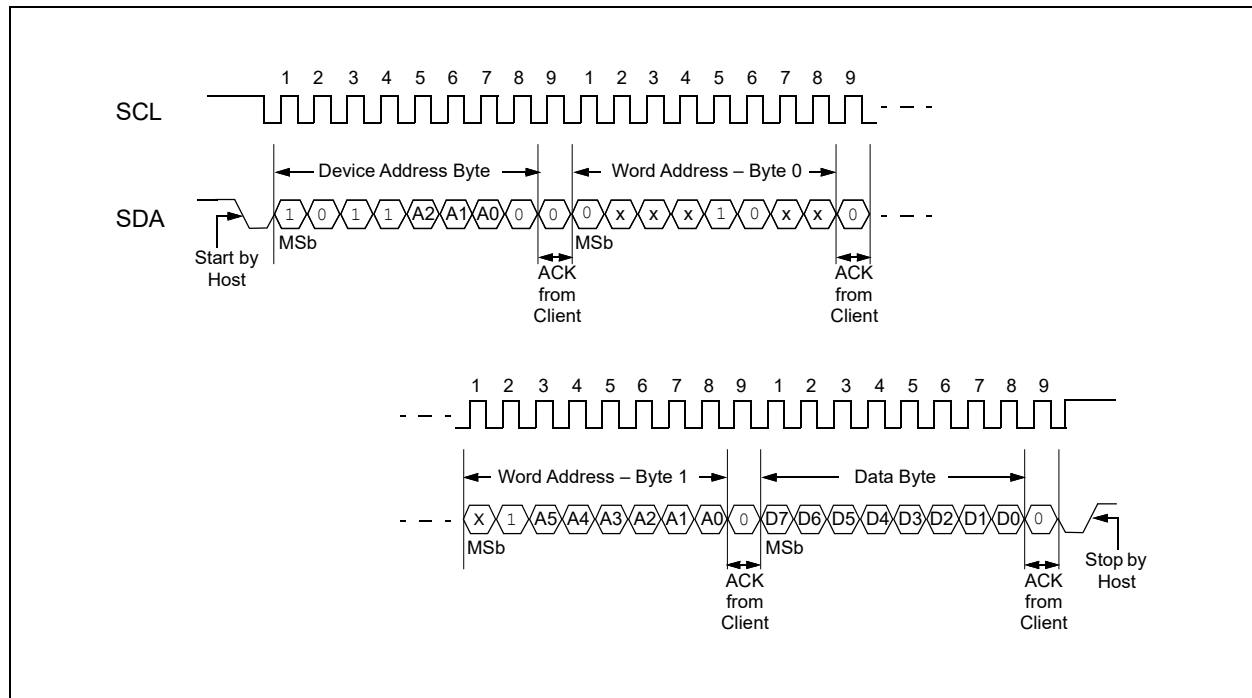 1 2 3 4 5 6 7 8 9 1 2 3 4 5 6 7 8 9
SCL
Device Address Byte Word Address – Byte 0
SDA
1 0 1 1 A2 A1 A0 0 0 0 x x x 1 0 x x 0
MSb MSb
Start by
Host
ACK
from
Client
ACK
from
Client
1 2 3 4 5 6 7 8 9 1 2 3 4 5 6 7 8 9
Word Address – Byte 1 Data Byte
x 1 A5 A4 A3 A2 A1 A0 0 D7 D6 D5 D4 D3 D2 D1 D0 0
MSb MSb
ACK
from
Client
ACK
from
Client
Stop by
Host